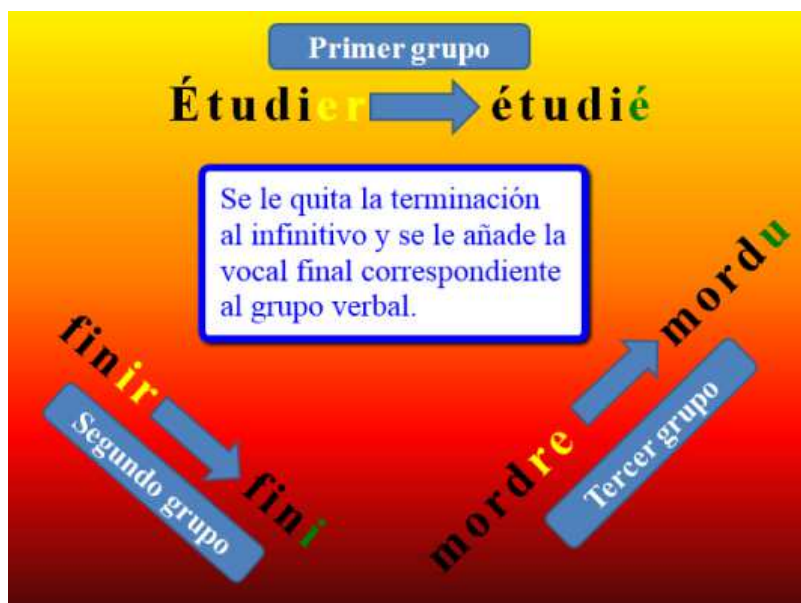 Primer grupo
Étudier étudié
Se le quita la terminación
al infinitivo y se le añade la
vocal final correspondiente
al grupo verbal.
finir
fini
Segundo grupo
mordre
mordu
Tercer grupo